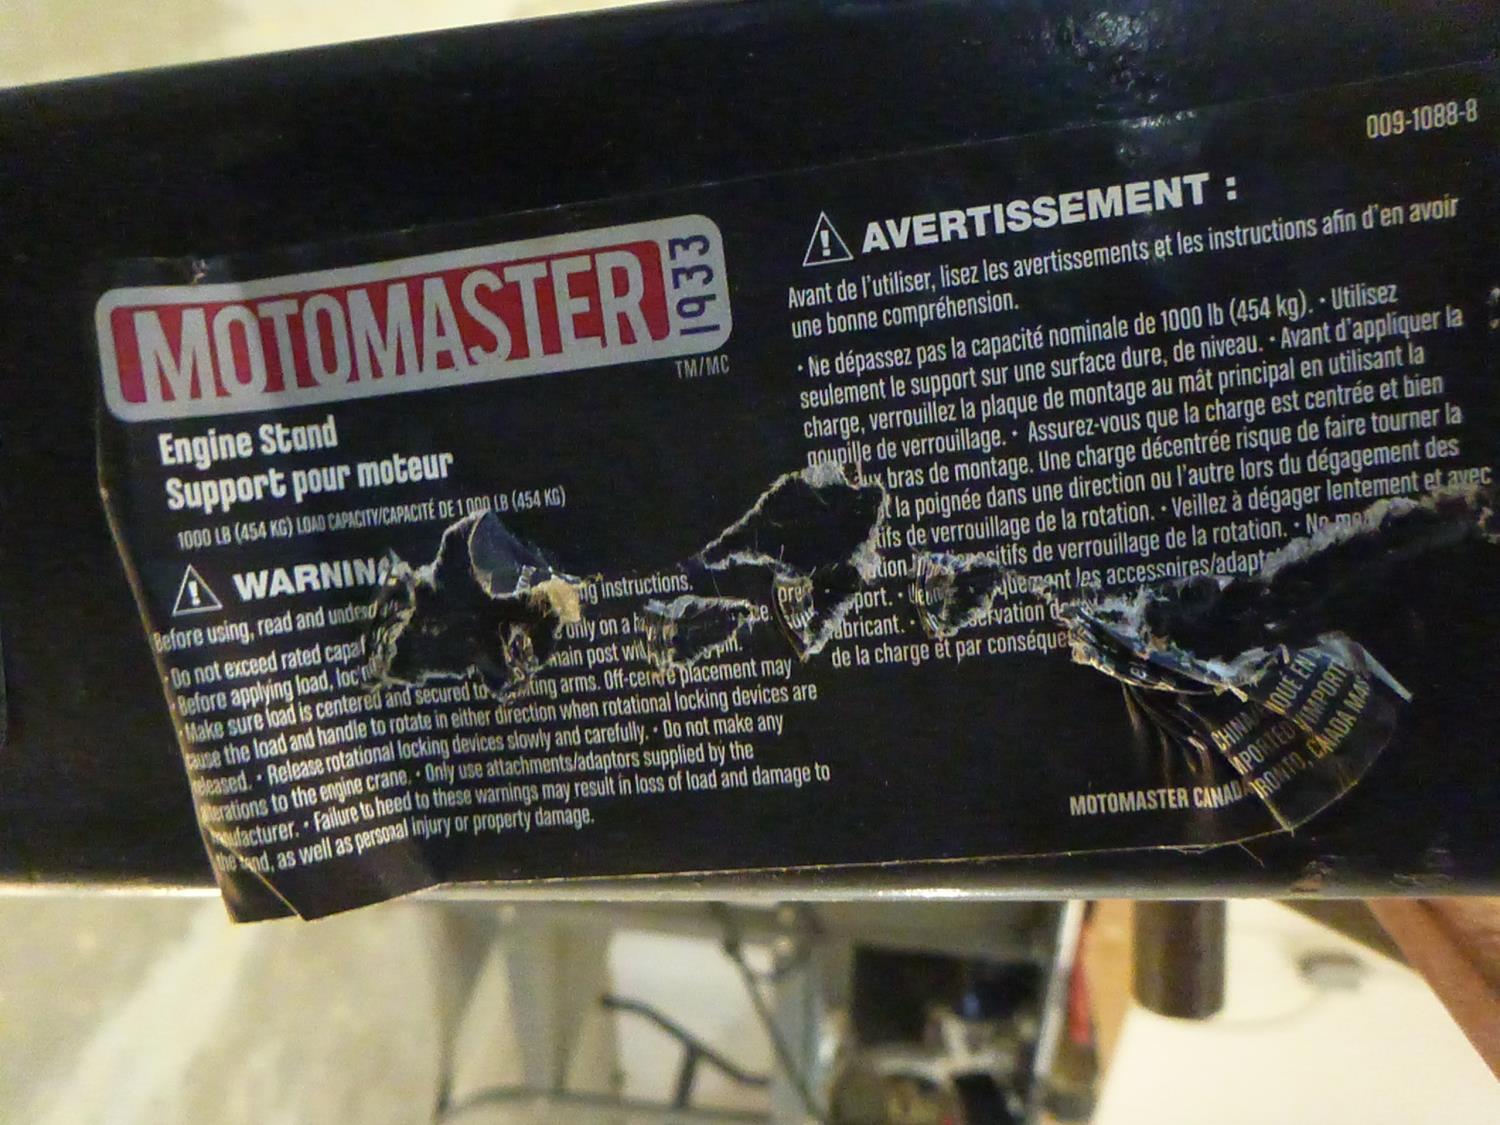 009-1088-8
MOTOMASTER 1933
TM/MC
Engine Stand
Support pour moteur
1000 LB (454 KG) LOAD CAPACITY/CAPACITÉ DE 1 000 LB (454 KG)
WARNING
Before using, read and instructions.
• Do not exceed rated only on a
• Before applying load, main post pin.
Make sure load is centered and secured to arms. Off-centre placement may
cause the load and handle to rotate in either direction when rotational locking devices are
released. • Release rotational locking devices slowly and carefully. • Do not make any
alterations to the engine crane. • Only use attachments/adaptors supplied by the
manufacturer. • Failure to heed to these warnings may result in loss of load and damage to
the and, as well as personal injury or property damage.
AVERTISSEMENT :
Avant de l'utiliser, lisez les avertissements et les instructions afin d'en avoir
une bonne compréhension.
• Ne dépassez pas la capacité nominale de 1000 lb (454 kg). • Utilisez
seulement le support sur une surface dure, de niveau. • Avant d'appliquer la
charge, verrouillez la plaque de montage au mât principal en utilisant la
goupille de verrouillage. • Assurez-vous que la charge est centrée et bien
aux bras de montage. Une charge décentrée risque de faire tourner la
la poignée dans une direction ou l'autre lors du dégagement des
de verrouillage de la rotation. • Veillez à dégager lentement et avec
de verrouillage de la rotation. • Ne
les accessoires/
de la charge et par
MOTOMASTER CANADA
CANADA